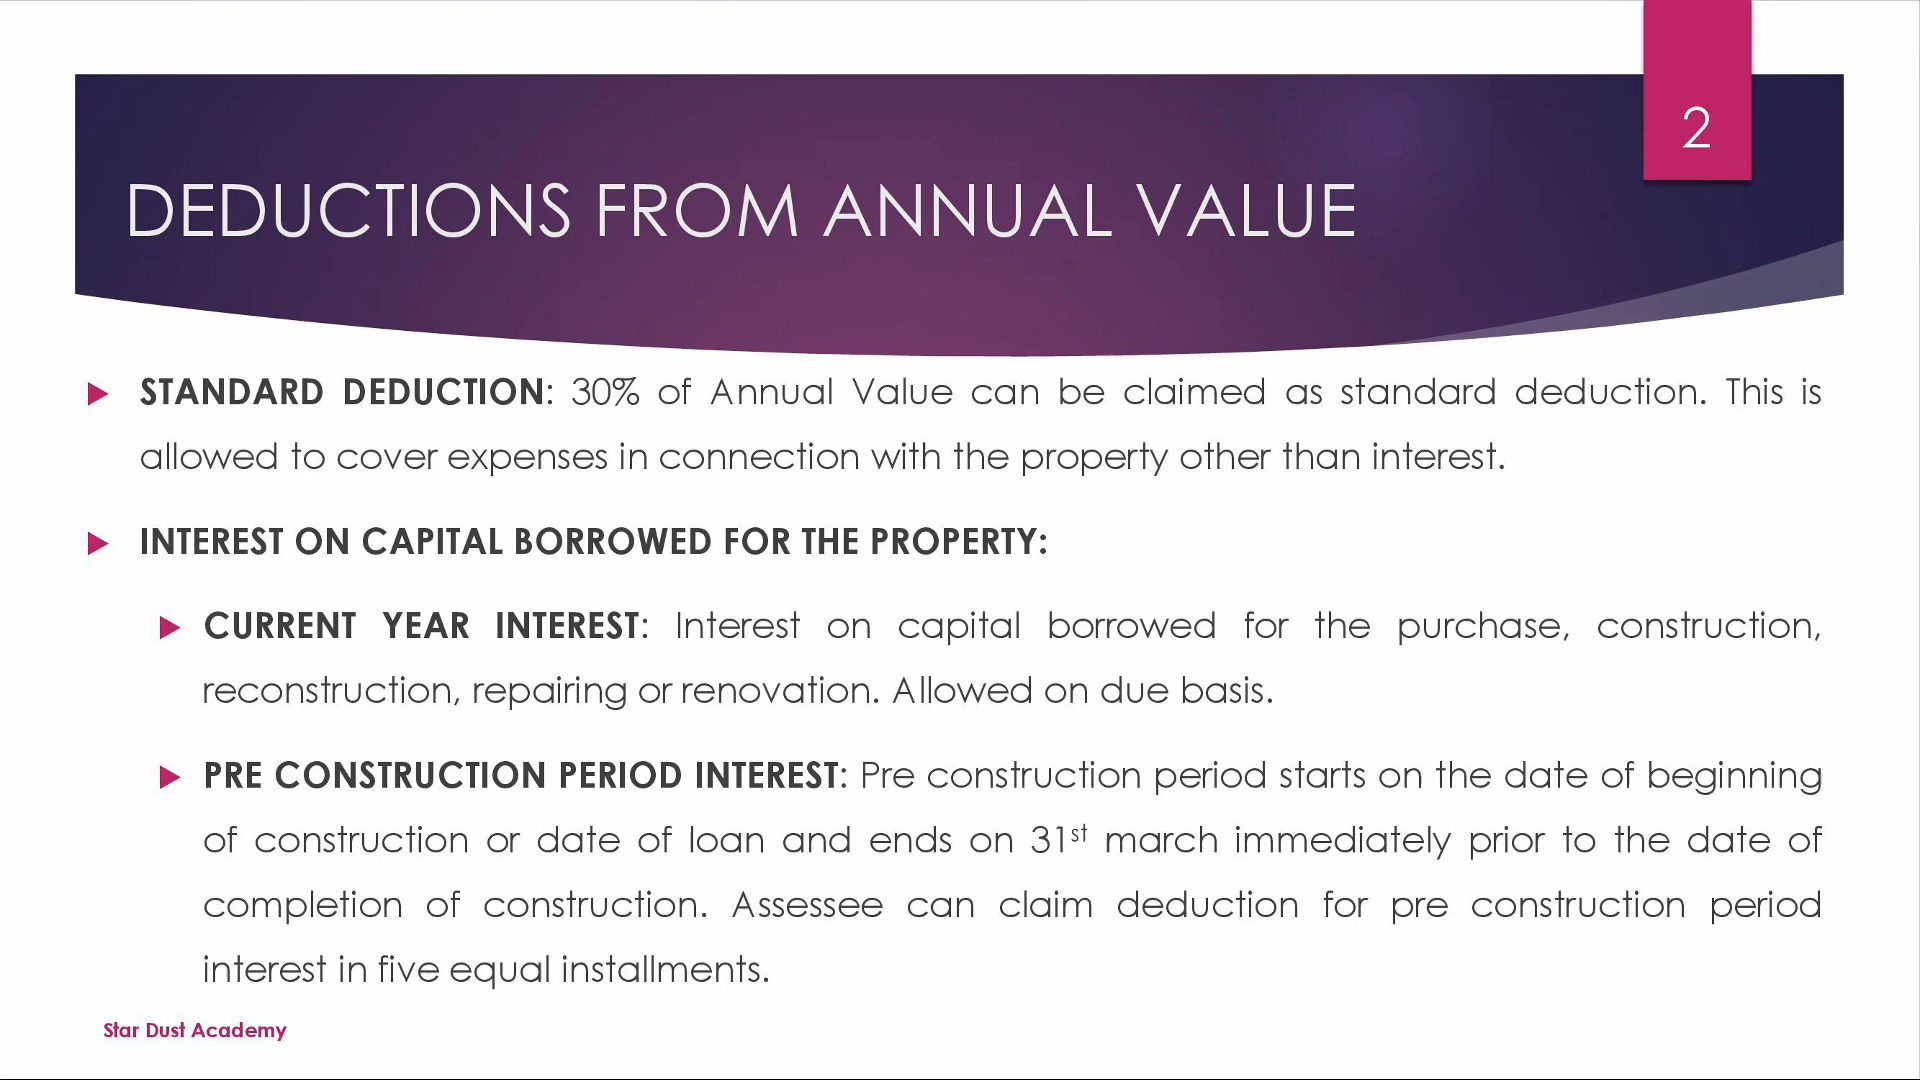 2
DEDUCTIONS FROM ANNUAL VALUE
STANDARD DEDUCTION: 30% of Annual Value can be claimed as standard deduction. This is
allowed to cover expenses in connection with the property other than interest.
INTEREST ON CAPITAL BORROWED FOR THE PROPERTY:
CURRENT YEAR INTEREST: Interest on capital borrowed for the purchase, construction,
reconstruction, repairing or renovation. Allowed on due basis.
PRE CONSTRUCTION PERIOD INTEREST: Pre construction period starts on the date of beginning
of construction or date of loan and ends on 31st march immediately prior to the date of
completion of construction. Assessee can claim deduction for pre construction period
interest in five equal installments.
Star Dust Academy